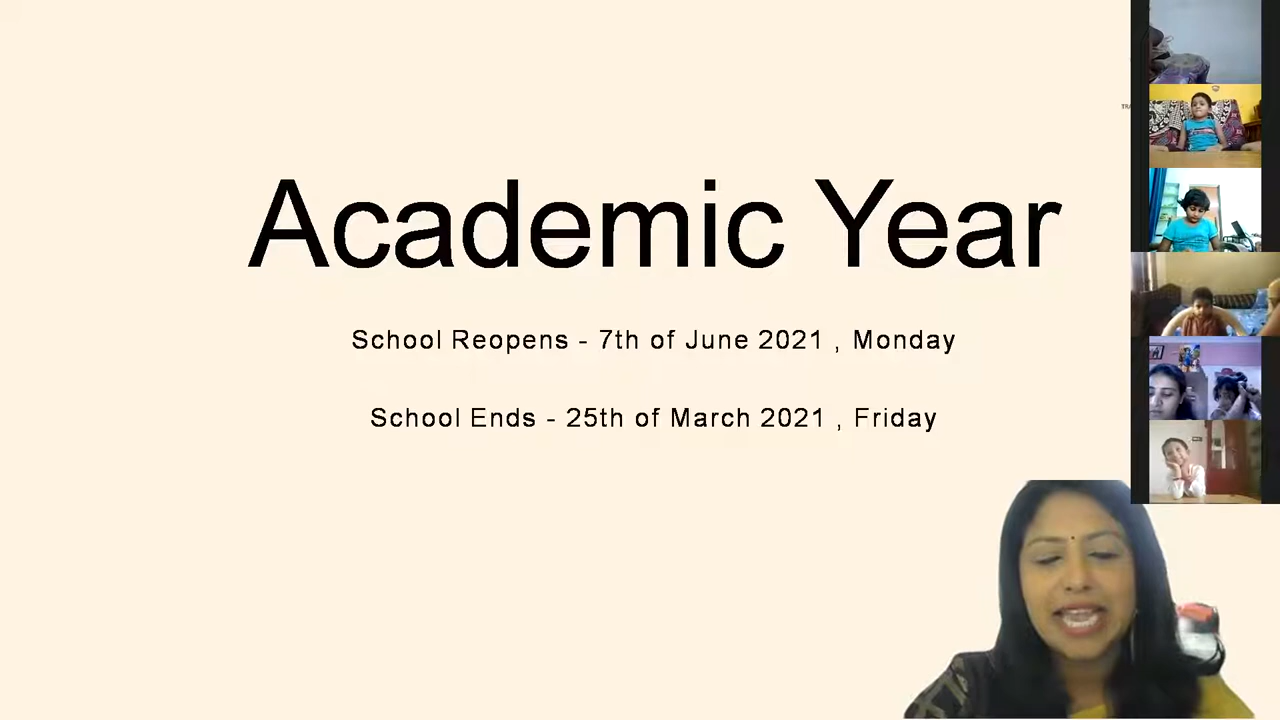 Academic Year
School Reopens - 7th of June 2021 , Monday
School Ends - 25th of March 2021 , Friday